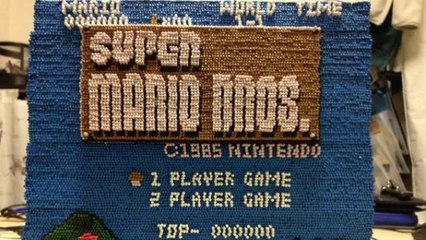 MARIO WORLD TIME
000000 ×00 1-1
SUPER
MARIO BROS.
©1985 NINTENDO
1 PLAYER GAME
2 PLAYER GAME
TOP- 000000